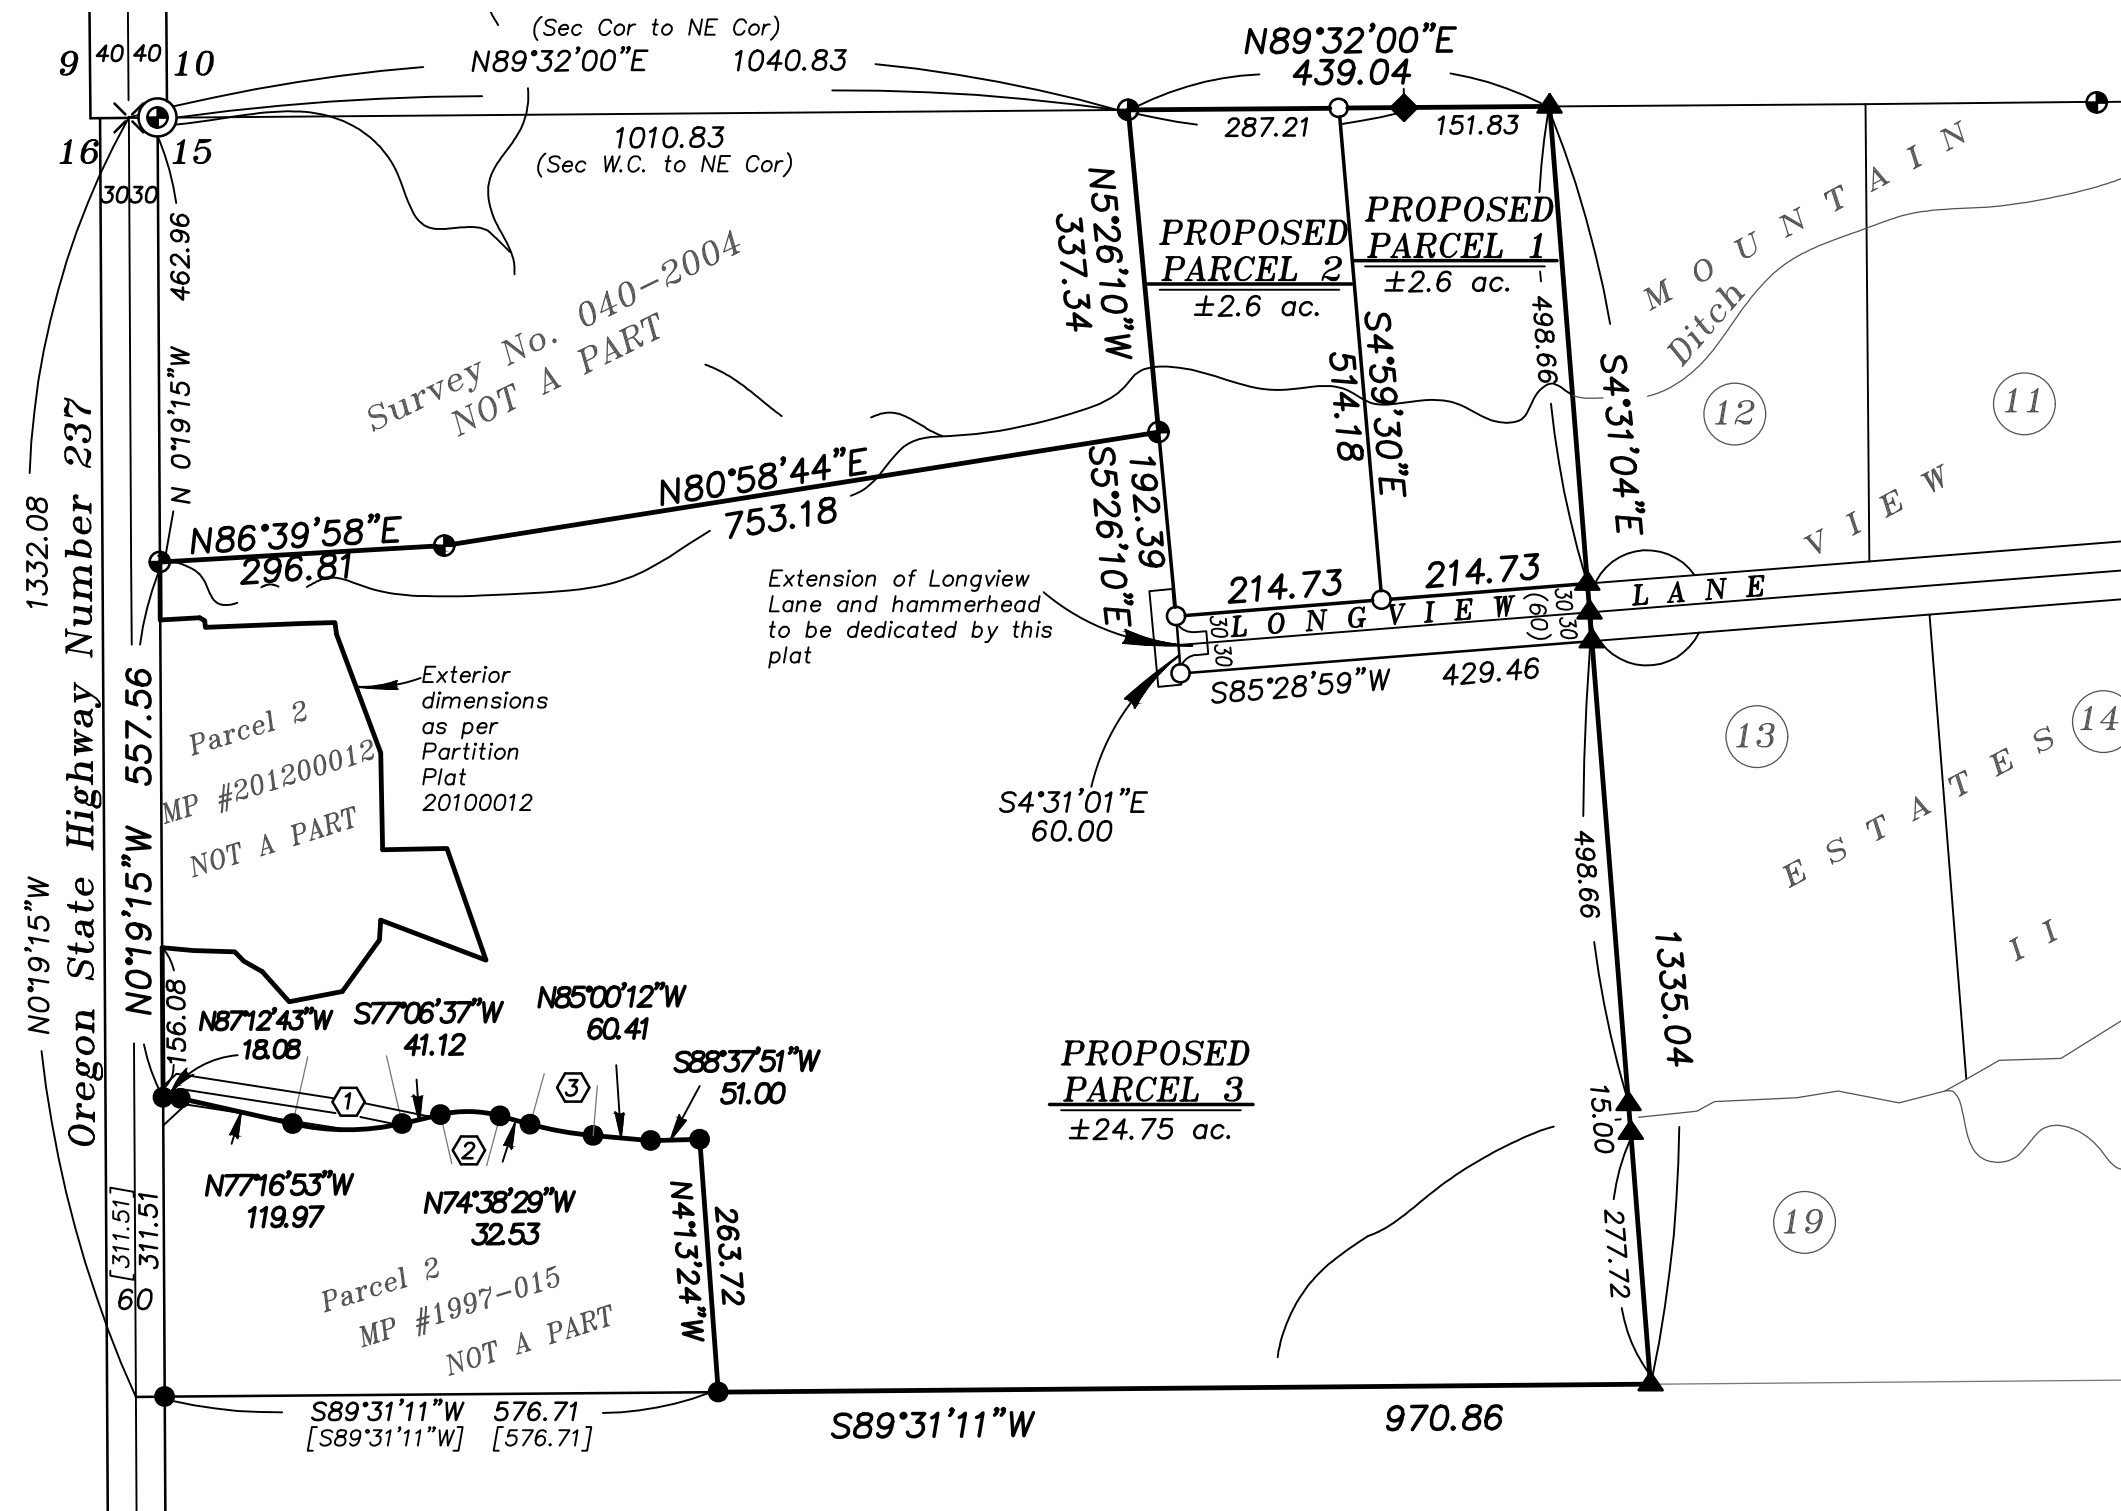 (Sec Cor to NE Cor)
N89°32'00"E 1040.83
N89°32'00"E
439.04
9
40
40
10
16
15
3030
1010.83
(Sec W.C. to NE Cor)
287.21
151.83
462.96
N 0°19'15"W
N5°26'10"W
337.34
PROPOSED
PARCEL 2
±2.6 ac.
PROPOSED
PARCEL 1
±2.6 ac.
498.66
S4°59'30"E
514.18
S4°31'04"E
MOUNTAIN
Ditch
12
11
VIEW
Survey No. 040-2004
NOT A PART
1332.08
N0°19'15"W
Oregon State Highway Number 237
N86°39'58"E
296.81
N80°58'44"E
753.18
192.39
S5°26'10"E
Extension of Longview
Lane and hammerhead
to be dedicated by this
plat
214.73
214.73
LONGVIEW
LANE
(60)
30
30
30
30
S85°28'59"W 429.46
S4°31'01"E
60.00
557.56
N0°19'15"W
Parcel 2
MP #201200012
NOT A PART
Exterior
dimensions
as per
Partition
Plat
20100012
13
14
ESTATES
II
498.66
1335.04
156.08
N87°12'43"W
18.08
S77°06'37"W
41.12
N85°00'12"W
60.41
S88°37'51"W
51.00
1
2
3
N77°16'53"W
119.97
N74°38'29"W
32.53
N4°13'24"W
263.72
PROPOSED
PARCEL 3
±24.75 ac.
15.00
277.72
19
[311.51]
311.51
60
Parcel 2
MP #1997-015
NOT A PART
S89°31'11"W 576.71
[S89°31'11"W] [576.71]
S89°31'11"W
970.86